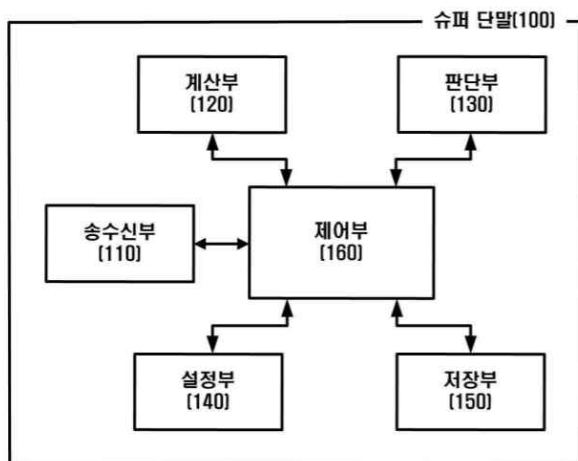 슈퍼 단말(100)
계산부
(120)
판단부
(130)
송수신부
(110)
제어부
(160)
설정부
(140)
저장부
(150)